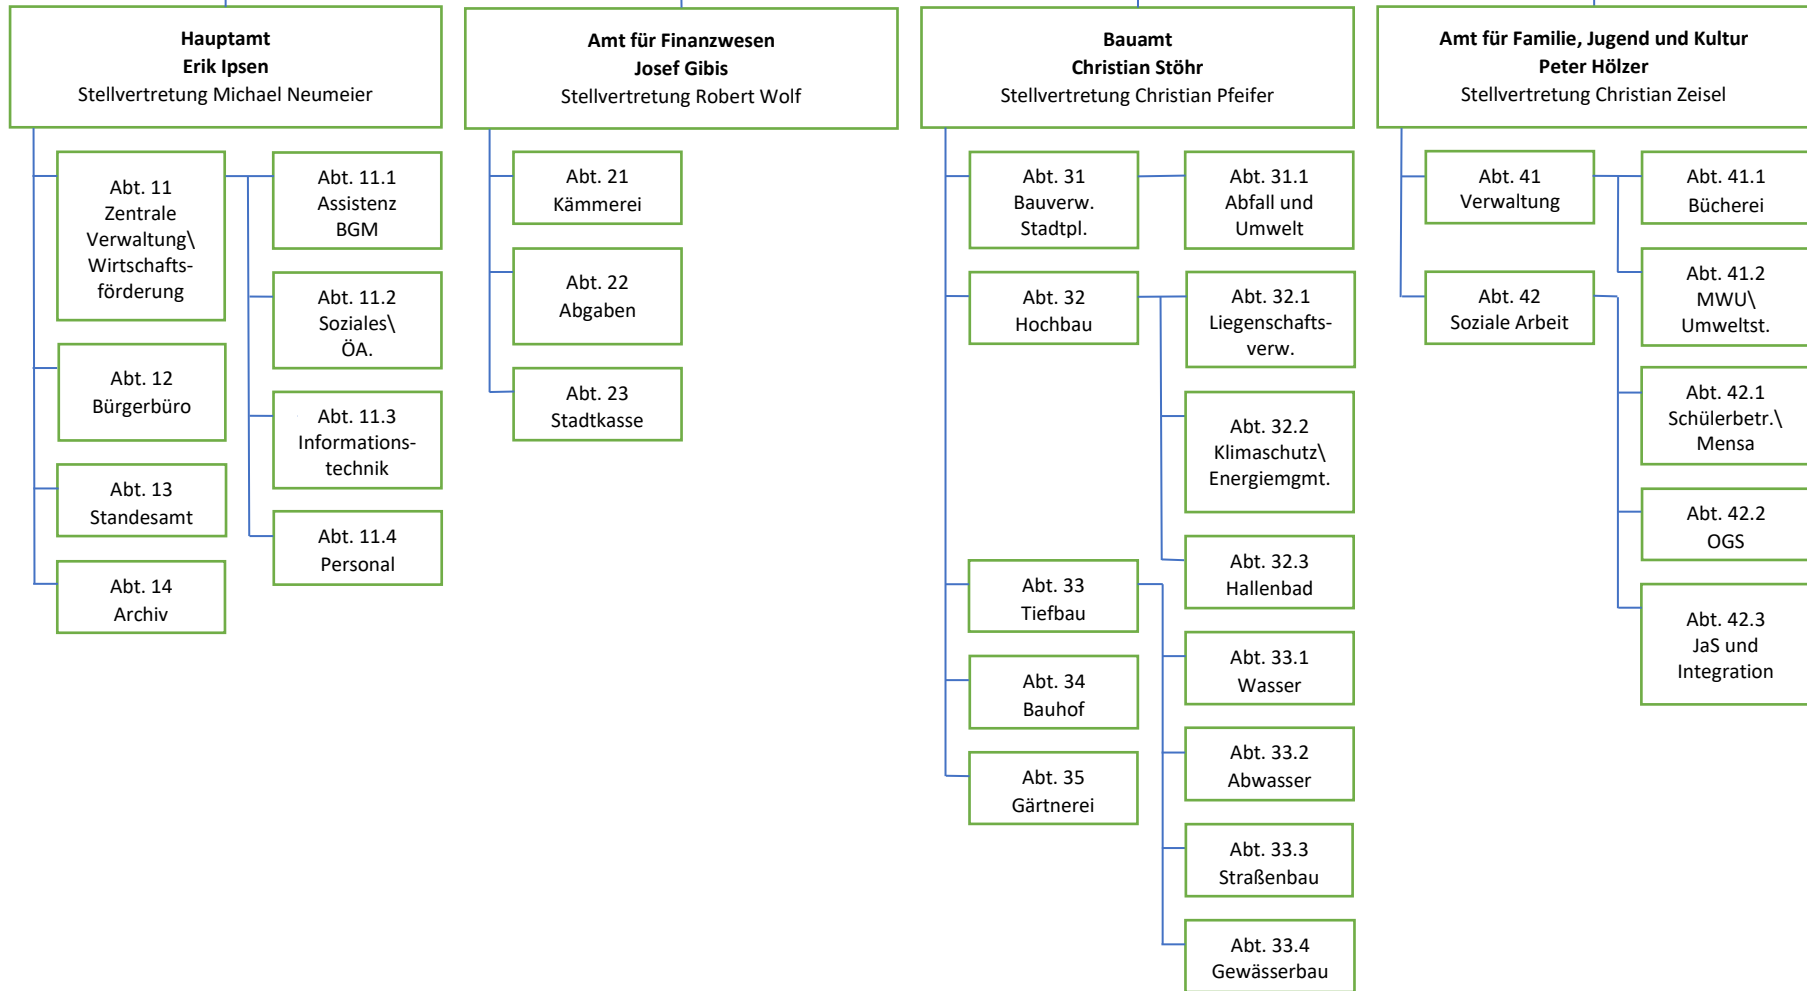 Hauptamt
Erik Ipsen
Stellvertretung Michael Neumeier
Abt. 11
Zentrale
Verwaltung\
Wirtschafts-
förderung
Abt. 11.1
Assistenz
BGM
Abt. 11.2
Soziales\
ÖA.
Abt. 11.3
Informations-
technik
Abt. 11.4
Personal
Abt. 12
Bürgerbüro
Abt. 13
Standesamt
Abt. 14
Archiv
Amt für Finanzwesen
Josef Gibis
Stellvertretung Robert Wolf
Abt. 21
Kämmerei
Abt. 22
Abgaben
Abt. 23
Stadtkasse
Bauamt
Christian Stöhr
Stellvertretung Christian Pfeifer
Abt. 31
Bauverw.
Stadtpl.
Abt. 31.1
Abfall und
Umwelt
Abt. 32
Hochbau
Abt. 32.1
Liegenschafts-
verw.
Abt. 32.2
Klimaschutz\
Energiemgmt.
Abt. 32.3
Hallenbad
Abt. 33
Tiefbau
Abt. 33.1
Wasser
Abt. 33.2
Abwasser
Abt. 33.3
Straßenbau
Abt. 33.4
Gewässerbau
Abt. 34
Bauhof
Abt. 35
Gärtnerei
Amt für Familie, Jugend und Kultur
Peter Hölzer
Stellvertretung Christian Zeisel
Abt. 41
Verwaltung
Abt. 41.1
Bücherei
Abt. 41.2
MWU\
Umweltst.
Abt. 42
Soziale Arbeit
Abt. 42.1
Schülerbetr.\
Mensa
Abt. 42.2
OGS
Abt. 42.3
JaS und
Integration